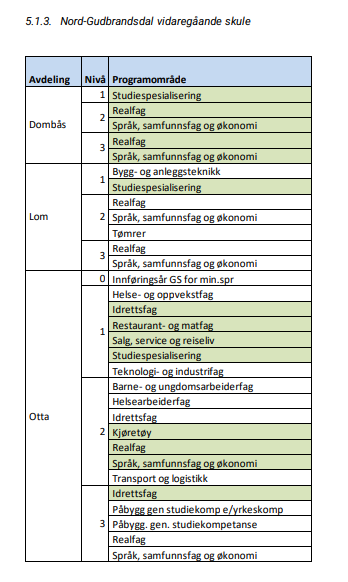 5.1.3. Nord-Gudbrandsdal vidaregåande skule
Avdeling Nivå Programområde
Dombås
1 Studiespesialisering
2 Realfag
Språk, samfunnsfag og økonomi
3 Realfag
Språk, samfunnsfag og økonomi
Lom
1 Bygg- og anleggsteknikk
Studiespesialisering
2 Realfag
Språk, samfunnsfag og økonomi
Tømrer
3 Realfag
Språk, samfunnsfag og økonomi
Otta
0 Innføringsår GS for min.spr
1 Helse- og oppvekstfag
Idrettsfag
Restaurant- og matfag
Salg, service og reiseliv
Studiespesialisering
Teknologi- og industrifag
2 Barne- og ungdomsarbeiderfag
Helsearbeiderfag
Idrettsfag
Kjøretøy
Realfag
Språk, samfunnsfag og økonomi
Transport og logistikk
3 Idrettsfag
Påbygg gen studiekomp e/yrkeskomp
Påbygg. gen. studiekompetanse
Realfag
Språk, samfunnsfag og økonomi